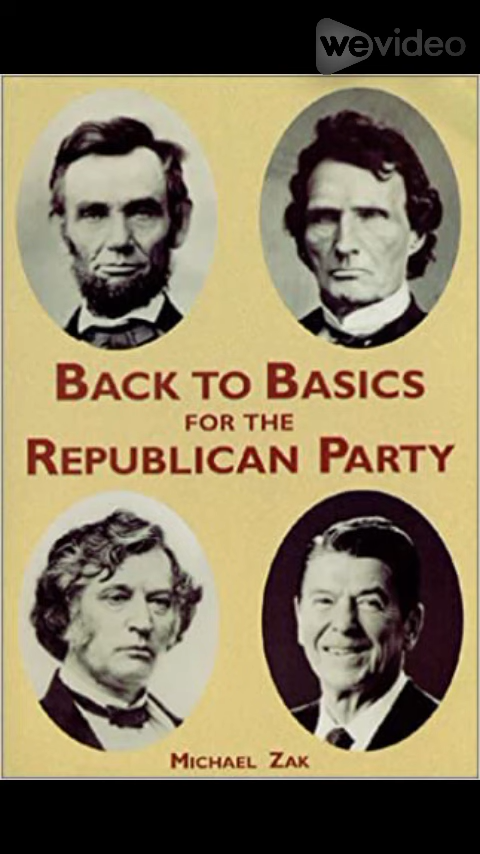 wevideo
BACK TO BASICS
FOR THE
REPUBLICAN PARTY
MICHAEL ZAK